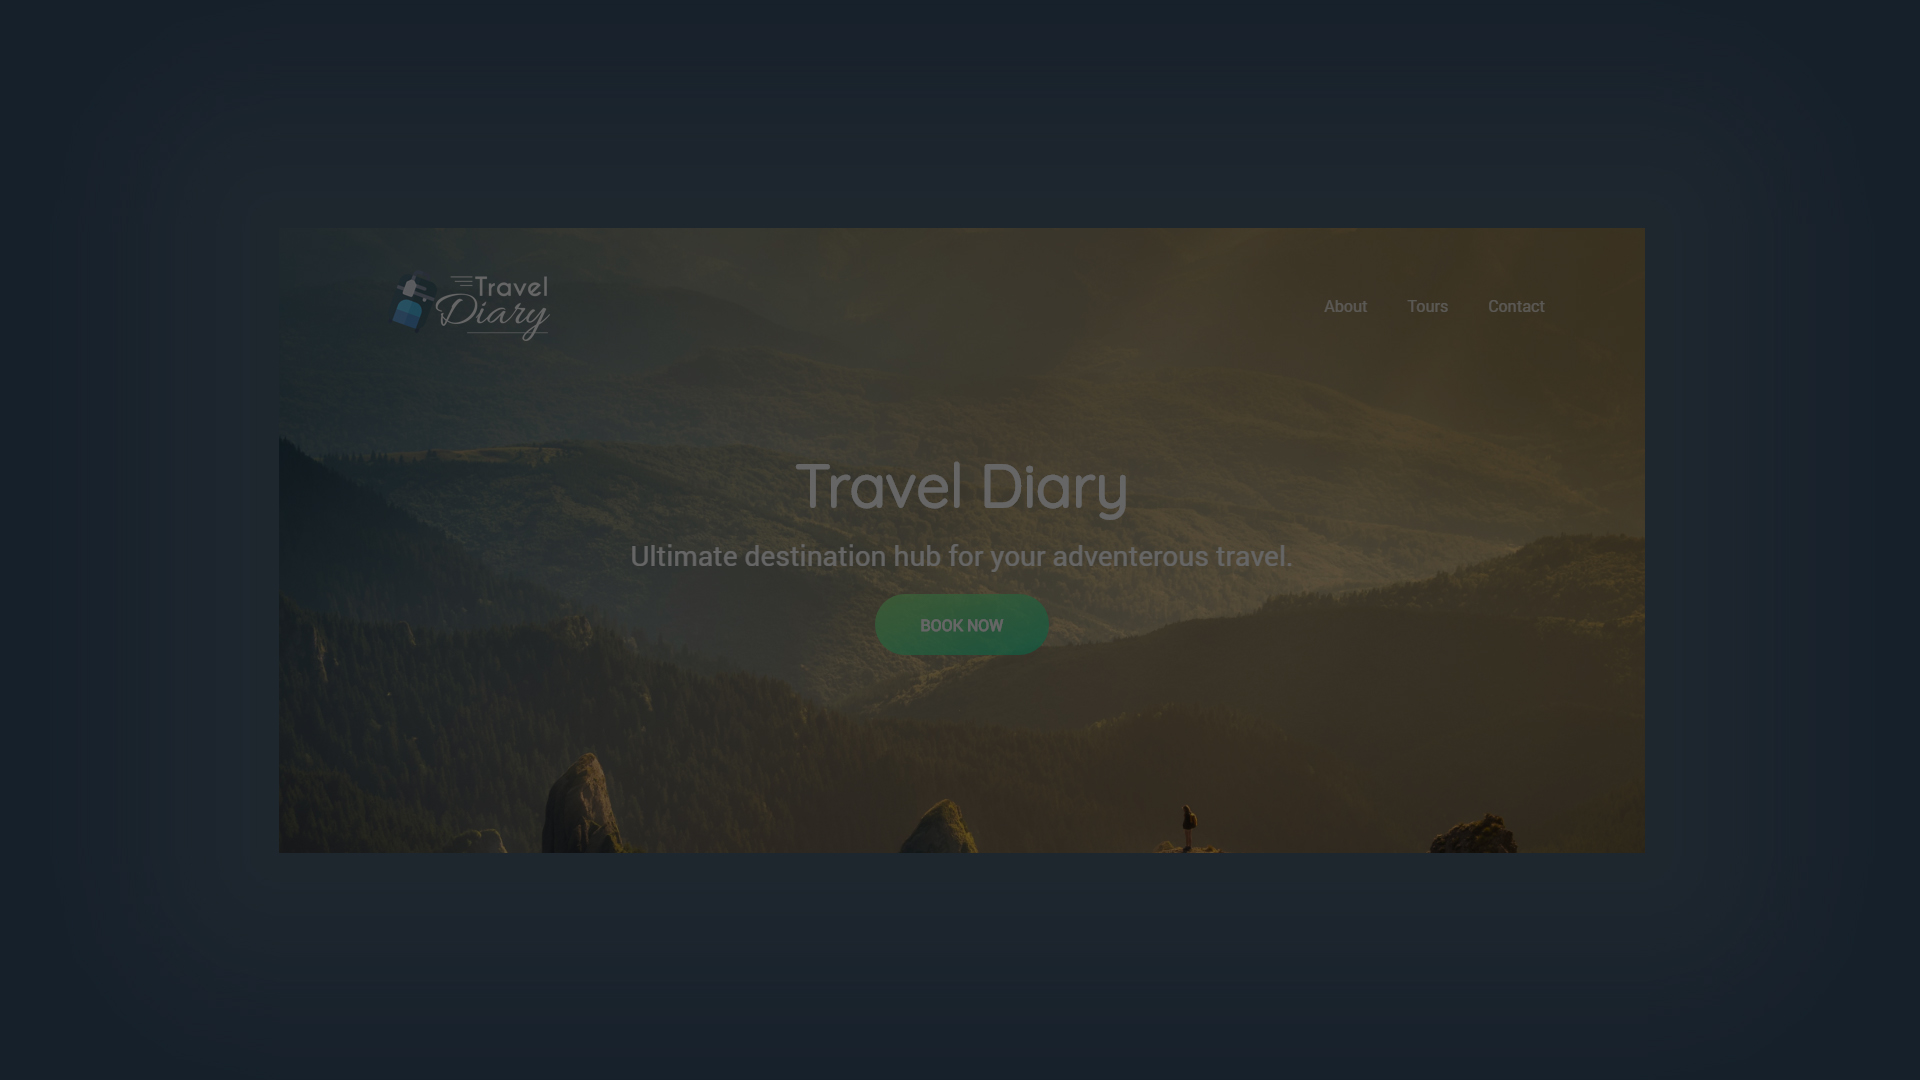 Travel
Diary
About Tours Contact
Travel Diary
Ultimate destination hub for your adventerous travel.
BOOK NOW